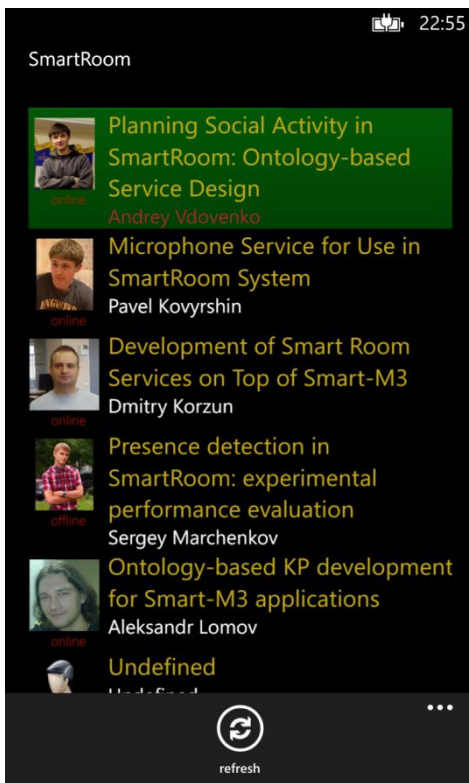 22:55
SmartRoom
Planning Social Activity in
SmartRoom: Ontology-based
Service Design
online
Andrey Vdovenko
Microphone Service for Use in
SmartRoom System
online
Pavel Kovyrshin
Development of Smart Room
Services on Top of Smart-M3
online
Dmitry Korzun
Presence detection in
SmartRoom: experimental
performance evaluation
offline
Sergey Marchenkov
Ontology-based KP development
for Smart-M3 applications
online
Aleksandr Lomov
Undefined
Undefined
refresh